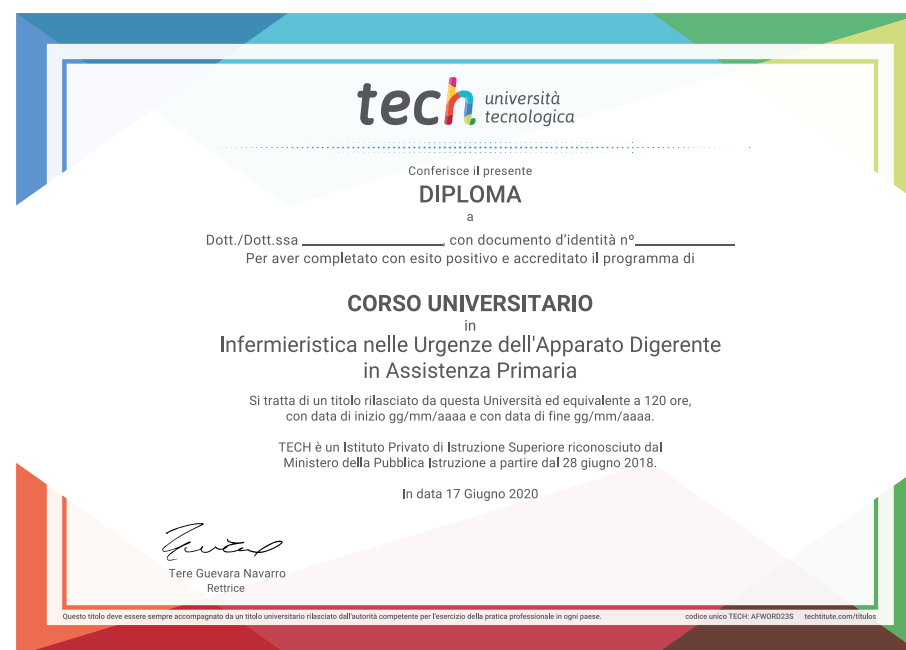 tech università
tecnologica
Conferisce il presente
DIPLOMA
a
Dott./Dott.ssa ____________________, con documento d'identità nº______________
Per aver completato con esito positivo e accreditato il programma di
CORSO UNIVERSITARIO
in
Infermieristica nelle Urgenze dell'Apparato Digerente
in Assistenza Primaria
Si tratta di un titolo rilasciato da questa Università ed equivalente a 120 ore,
con data di inizio gg/mm/aaaa e con data di fine gg/mm/aaaa.
TECH è un Istituto Privato di Istruzione Superiore riconosciuto dal
Ministero della Pubblica Istruzione a partire dal 28 giugno 2018.
In data 17 Giugno 2020
Tere Guevara Navarro
Rettrice
Questo titolo deve essere sempre accompagnato da un titolo universitario rilasciato dall'autorità competente per l'esercizio della pratica professionale in ogni paese. codice unico TECH: AFWORD23S techtitute.com/titulos